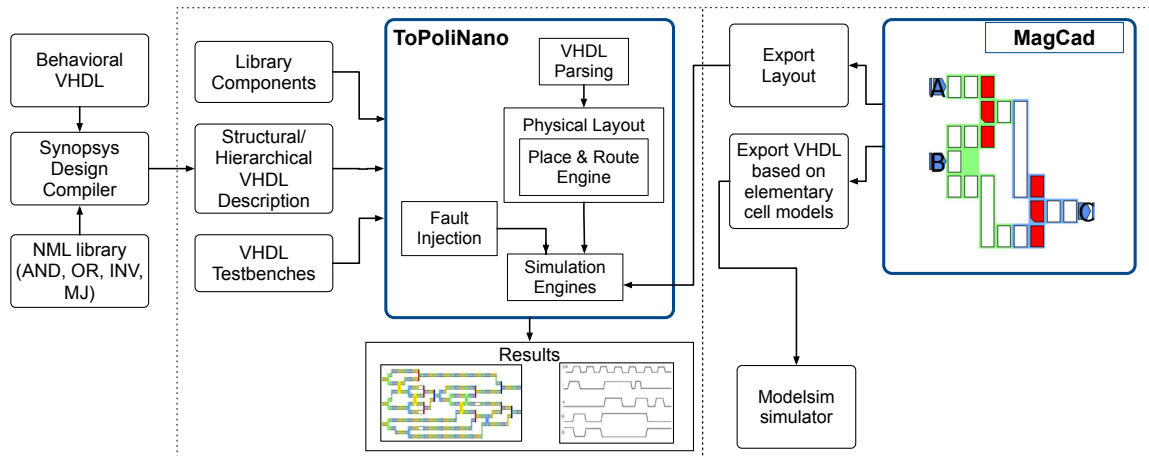 Behavioral
VHDL
Synopsys
Design
Compiler
NML library
(AND, OR, INV,
MJ)
Library
Components
Structural/
Hierarchical
VHDL
Description
VHDL
Testbenches
ToPoliNano
VHDL
Parsing
Physical Layout
Place & Route
Engine
Fault
Injection
Simulation
Engines
Results
Export
Layout
Export VHDL
based on
elementary
cell models
Modelsim
simulator
MagCad
A
B
C